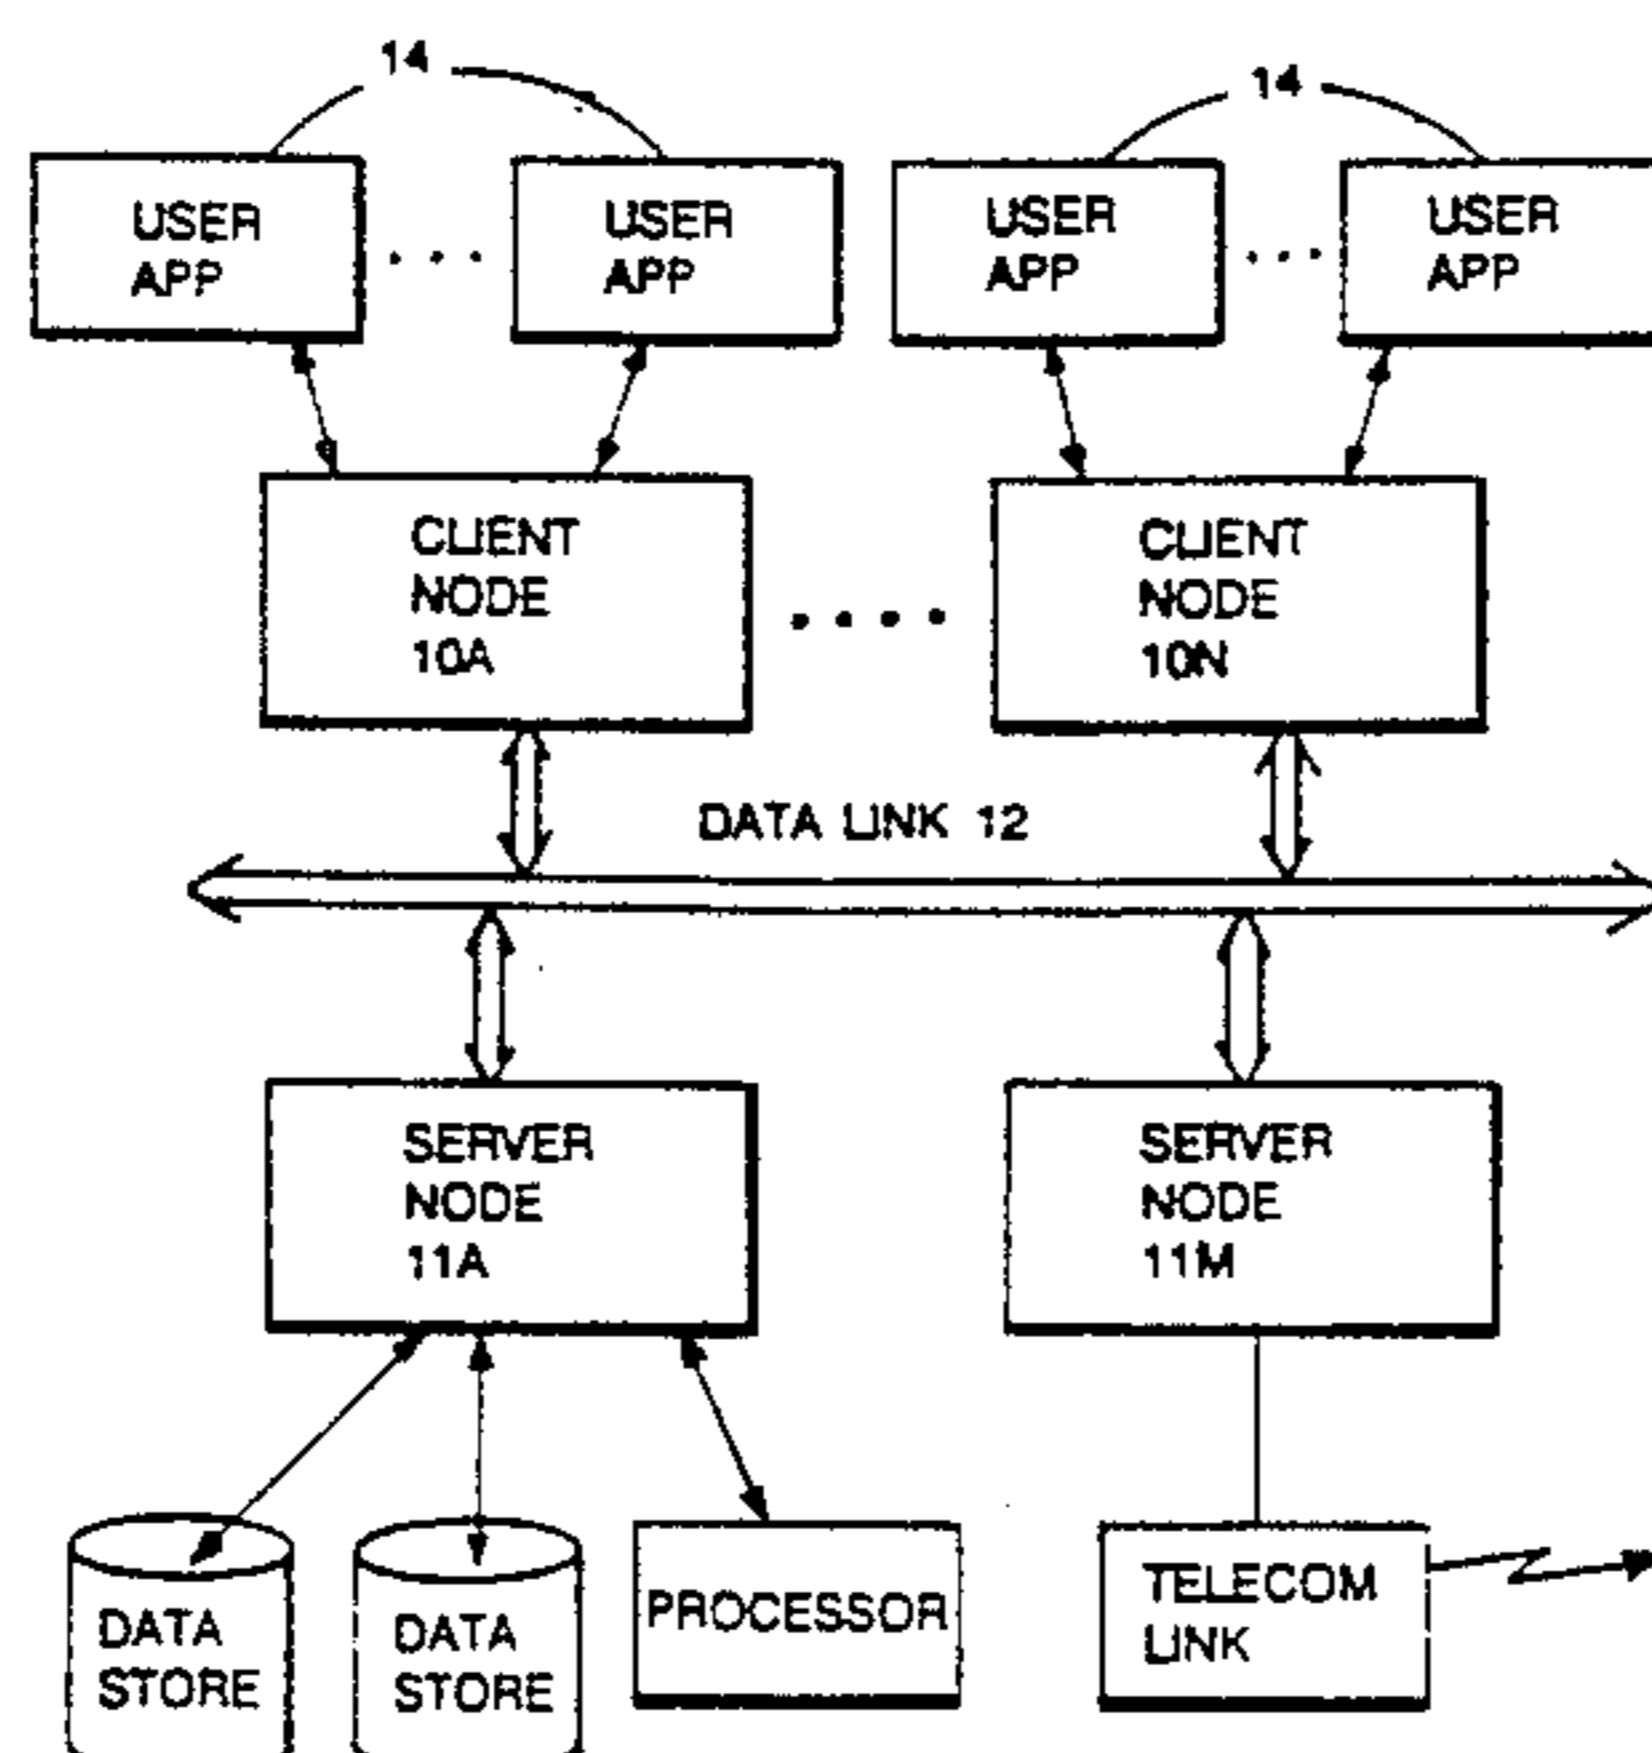 14
14
USER
APP
USER
APP
USER
APP
USER
APP
CLIENT
NODE
10A
CLIENT
NODE
10N
DATA LINK 12
SERVER
NODE
11A
SERVER
NODE
11M
DATA
STORE
DATA
STORE
PROCESSOR
TELECOM
LINK